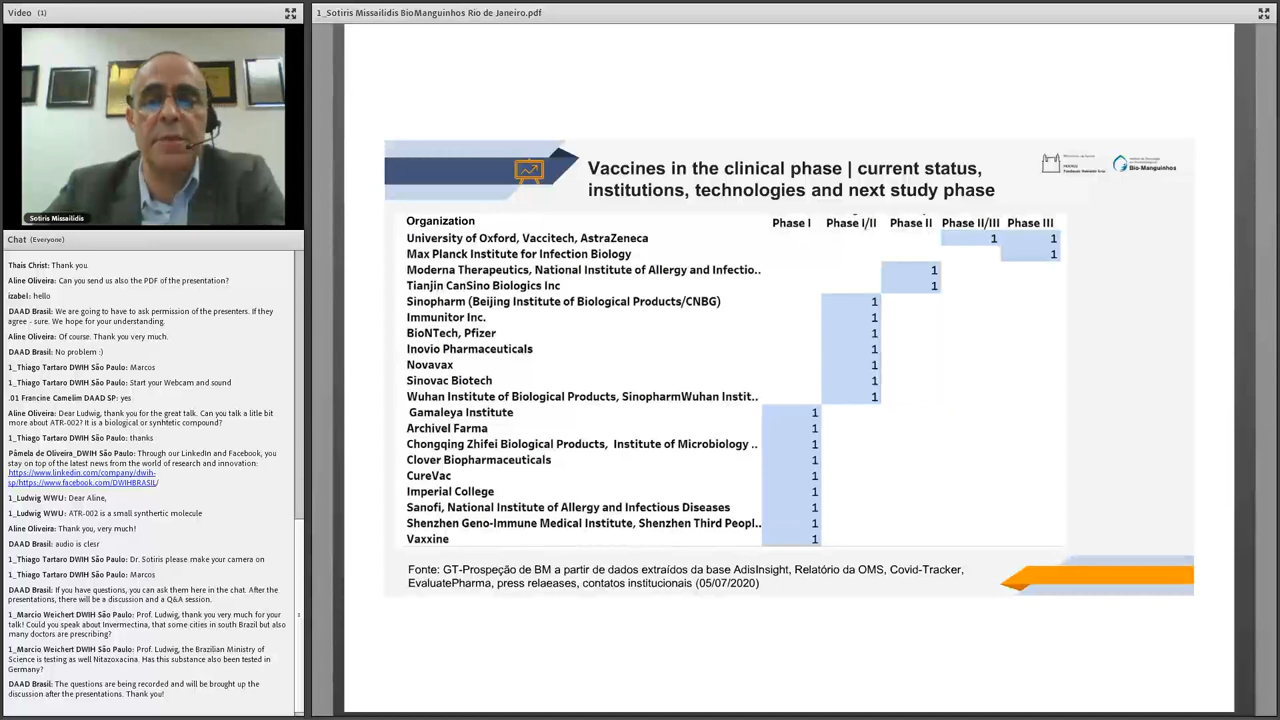 Video (1)
Sotiris Missailidis
Chat (Everyone)
Thais Christ: Thank you.
Aline Oliveira: Can you send us also the PDF of the presentation?
izabel: hello
DAAD Brasil: We are going to have to ask permission of the presenters. If they
agree - sure. We hope for your understanding.
Aline Oliveira: Of course. Thank you very much.
DAAD Brasil: No problem :)
1_Thiago Tartaro DWIH São Paulo: Marcos
1_Thiago Tartaro DWIH São Paulo: Start your Webcam and sound
.01 Francine Camelim DAAD SP: yes
Aline Oliveira: Dear Ludwig, thank you for the great talk. Can you talk a litle bit
more about ATR-002? It is a biological or synhtetic compound?
1_Thiago Tartaro DWIH São Paulo: thanks
Pâmela de Oliveira_DWIH São Paulo: Through our LinkedIn and Facebook, you
stay on top of the latest news from the world of research and innovation:
https://www.linkedin.com/company/dwih-
sp/https://www.facebook.com/DWIHBRASIL/
1_Ludwig WWU: Dear Aline,
1_Ludwig WWU: ATR-002 is a small synthertic molecule
Aline Oliveira: Thank you, very much!
DAAD Brasil: audio is clesr
1_Thiago Tartaro DWIH São Paulo: Dr. Sotiris please make your camera on
1_Thiago Tartaro DWIH São Paulo: Marcos
DAAD Brasil: If you have questions, you can ask them here in the chat. After the
presentations, there will be a discussion and a Q&A session.
1_Marcio Weichert DWIH São Paulo: Prof. Ludwig, thank you very much for your
talk! Could you speak about Invermectina, that some cities in south Brazil but also
many doctors are prescribing?
1_Marcio Weichert DWIH São Paulo: Prof. Ludwig, the Brazilian Ministry of
Science is testing as well Nitazoxacina. Has this substance also been tested in
Germany?
DAAD Brasil: The questions are being recorded and will be brought up the
discussion after the presentations. Thank you!
1_Sotiris Missailidis BioManguinhos Rio de Janeiro.pdf
Vaccines in the clinical phase | current status,
institutions, technologies and next study phase
Bio-Manguinhos
Organization Phase I Phase I/II Phase II Phase II/III Phase III
University of Oxford, Vaccitech, AstraZeneca 1 1
Max Planck Institute for Infection Biology 1
Moderna Therapeutics, National Institute of Allergy and Infectio.. 1
Tianjin CanSino Biologics Inc 1
Sinopharm (Beijing Institute of Biological Products/CNBG) 1
Immunitor Inc. 1
BioNTech, Pfizer 1
Inovio Pharmaceuticals 1
Novavax 1
Sinovac Biotech 1
Wuhan Institute of Biological Products, SinopharmWuhan Instit.. 1
Gamaleya Institute 1
Archivel Farma 1
Chongqing Zhifei Biological Products, Institute of Microbiology .. 1
Clover Biopharmaceuticals 1
CureVac 1
Imperial College 1
Sanofi, National Institute of Allergy and Infectious Diseases 1
Shenzhen Geno-Immune Medical Institute, Shenzhen Third Peopl.. 1
Vaxxine 1
Fonte: GT-Prospeção de BM a partir de dados extraídos da base AdisInsight, Relatório da OMS, Covid-Tracker,
EvaluatePharma, press relaeases, contatos institucionais (05/07/2020)